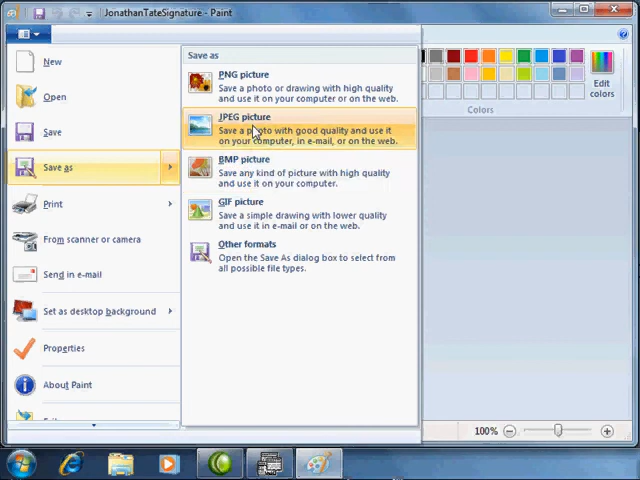 JonathanTateSignature - Paint
New
Open
Save
Save as
Print
From scanner or camera
Send in e-mail
Set as desktop background
Properties
About Paint
Save as
PNG picture
Save a photo or drawing with high quality
and use it on your computer or on the web.
JPEG picture
Save a photo with good quality and use it
on your computer, in e-mail, or on the web.
BMP picture
Save any kind of picture with high quality
and use it on your computer.
GIF picture
Save a simple drawing with lower quality
and use it in e-mail or on the web.
Other formats
Open the Save As dialog box to select from
all possible file types.
Edit
colors
Colors
100%